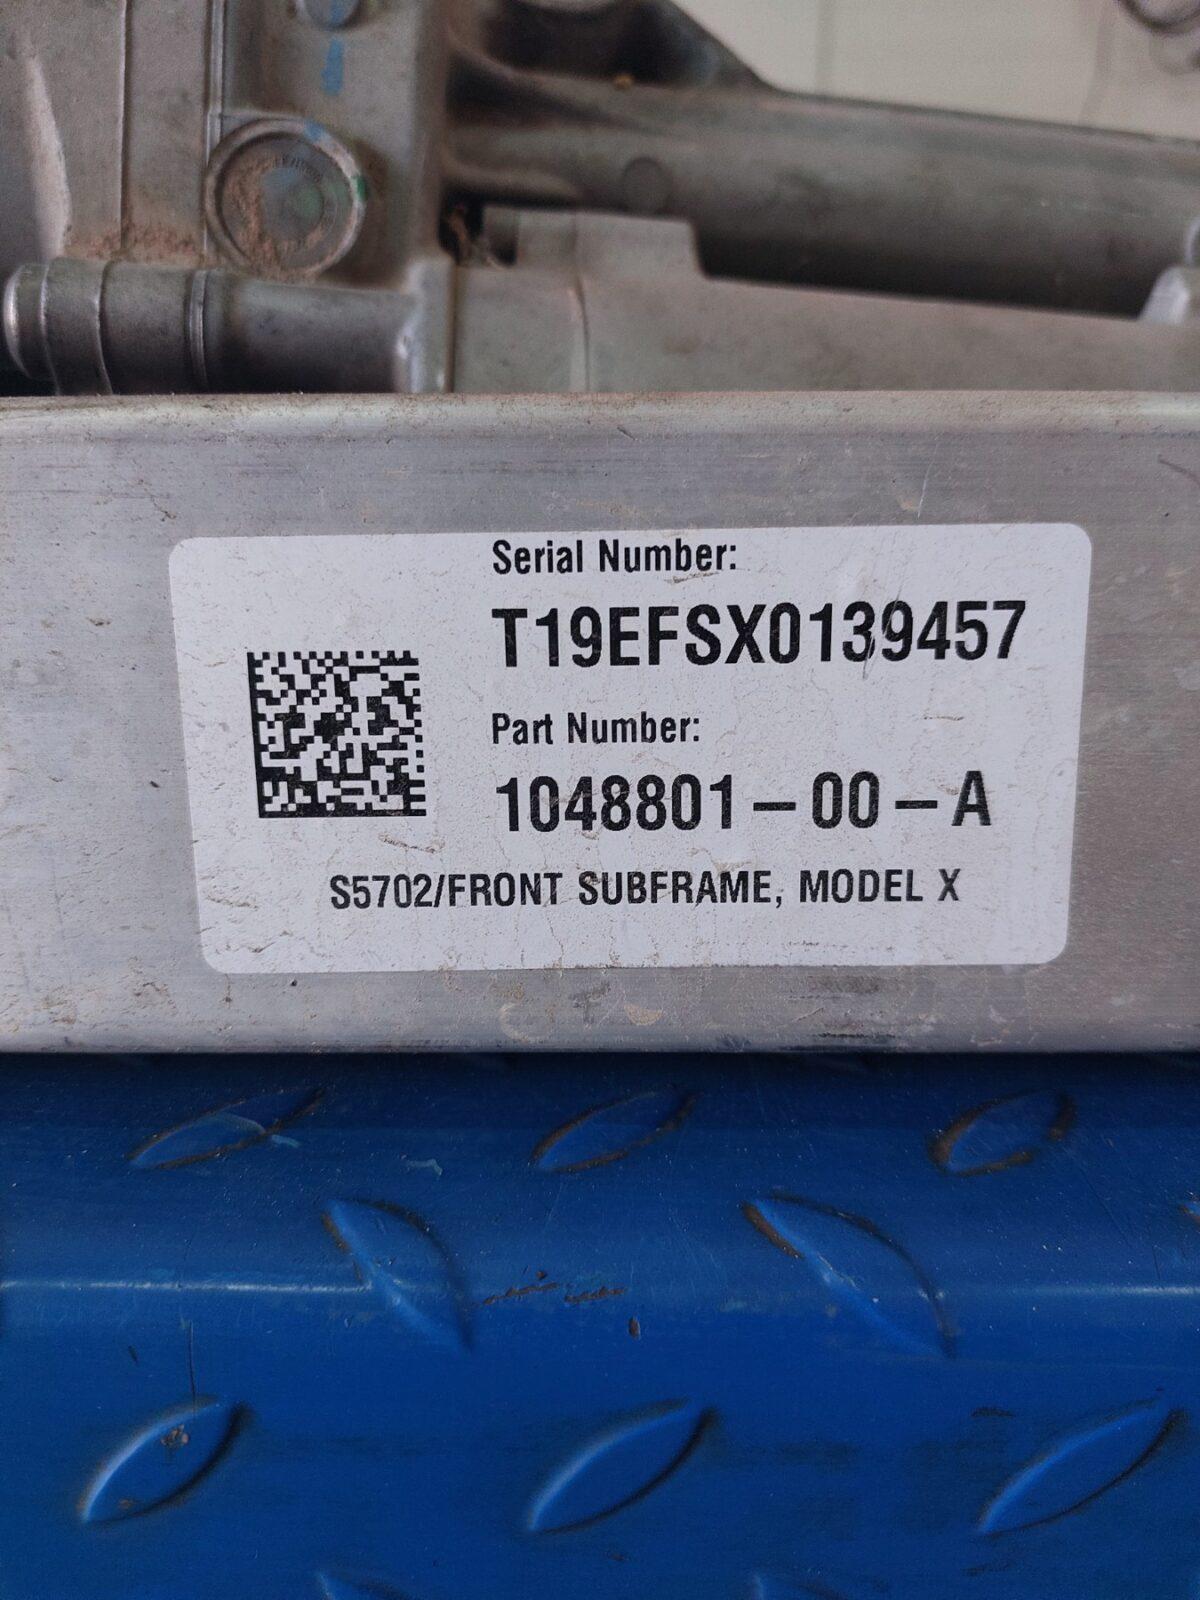 Serial Number:
T19EFSX0139457
Part Number:
1048801-00-A
S5702/FRONT SUBFRAME, MODEL X